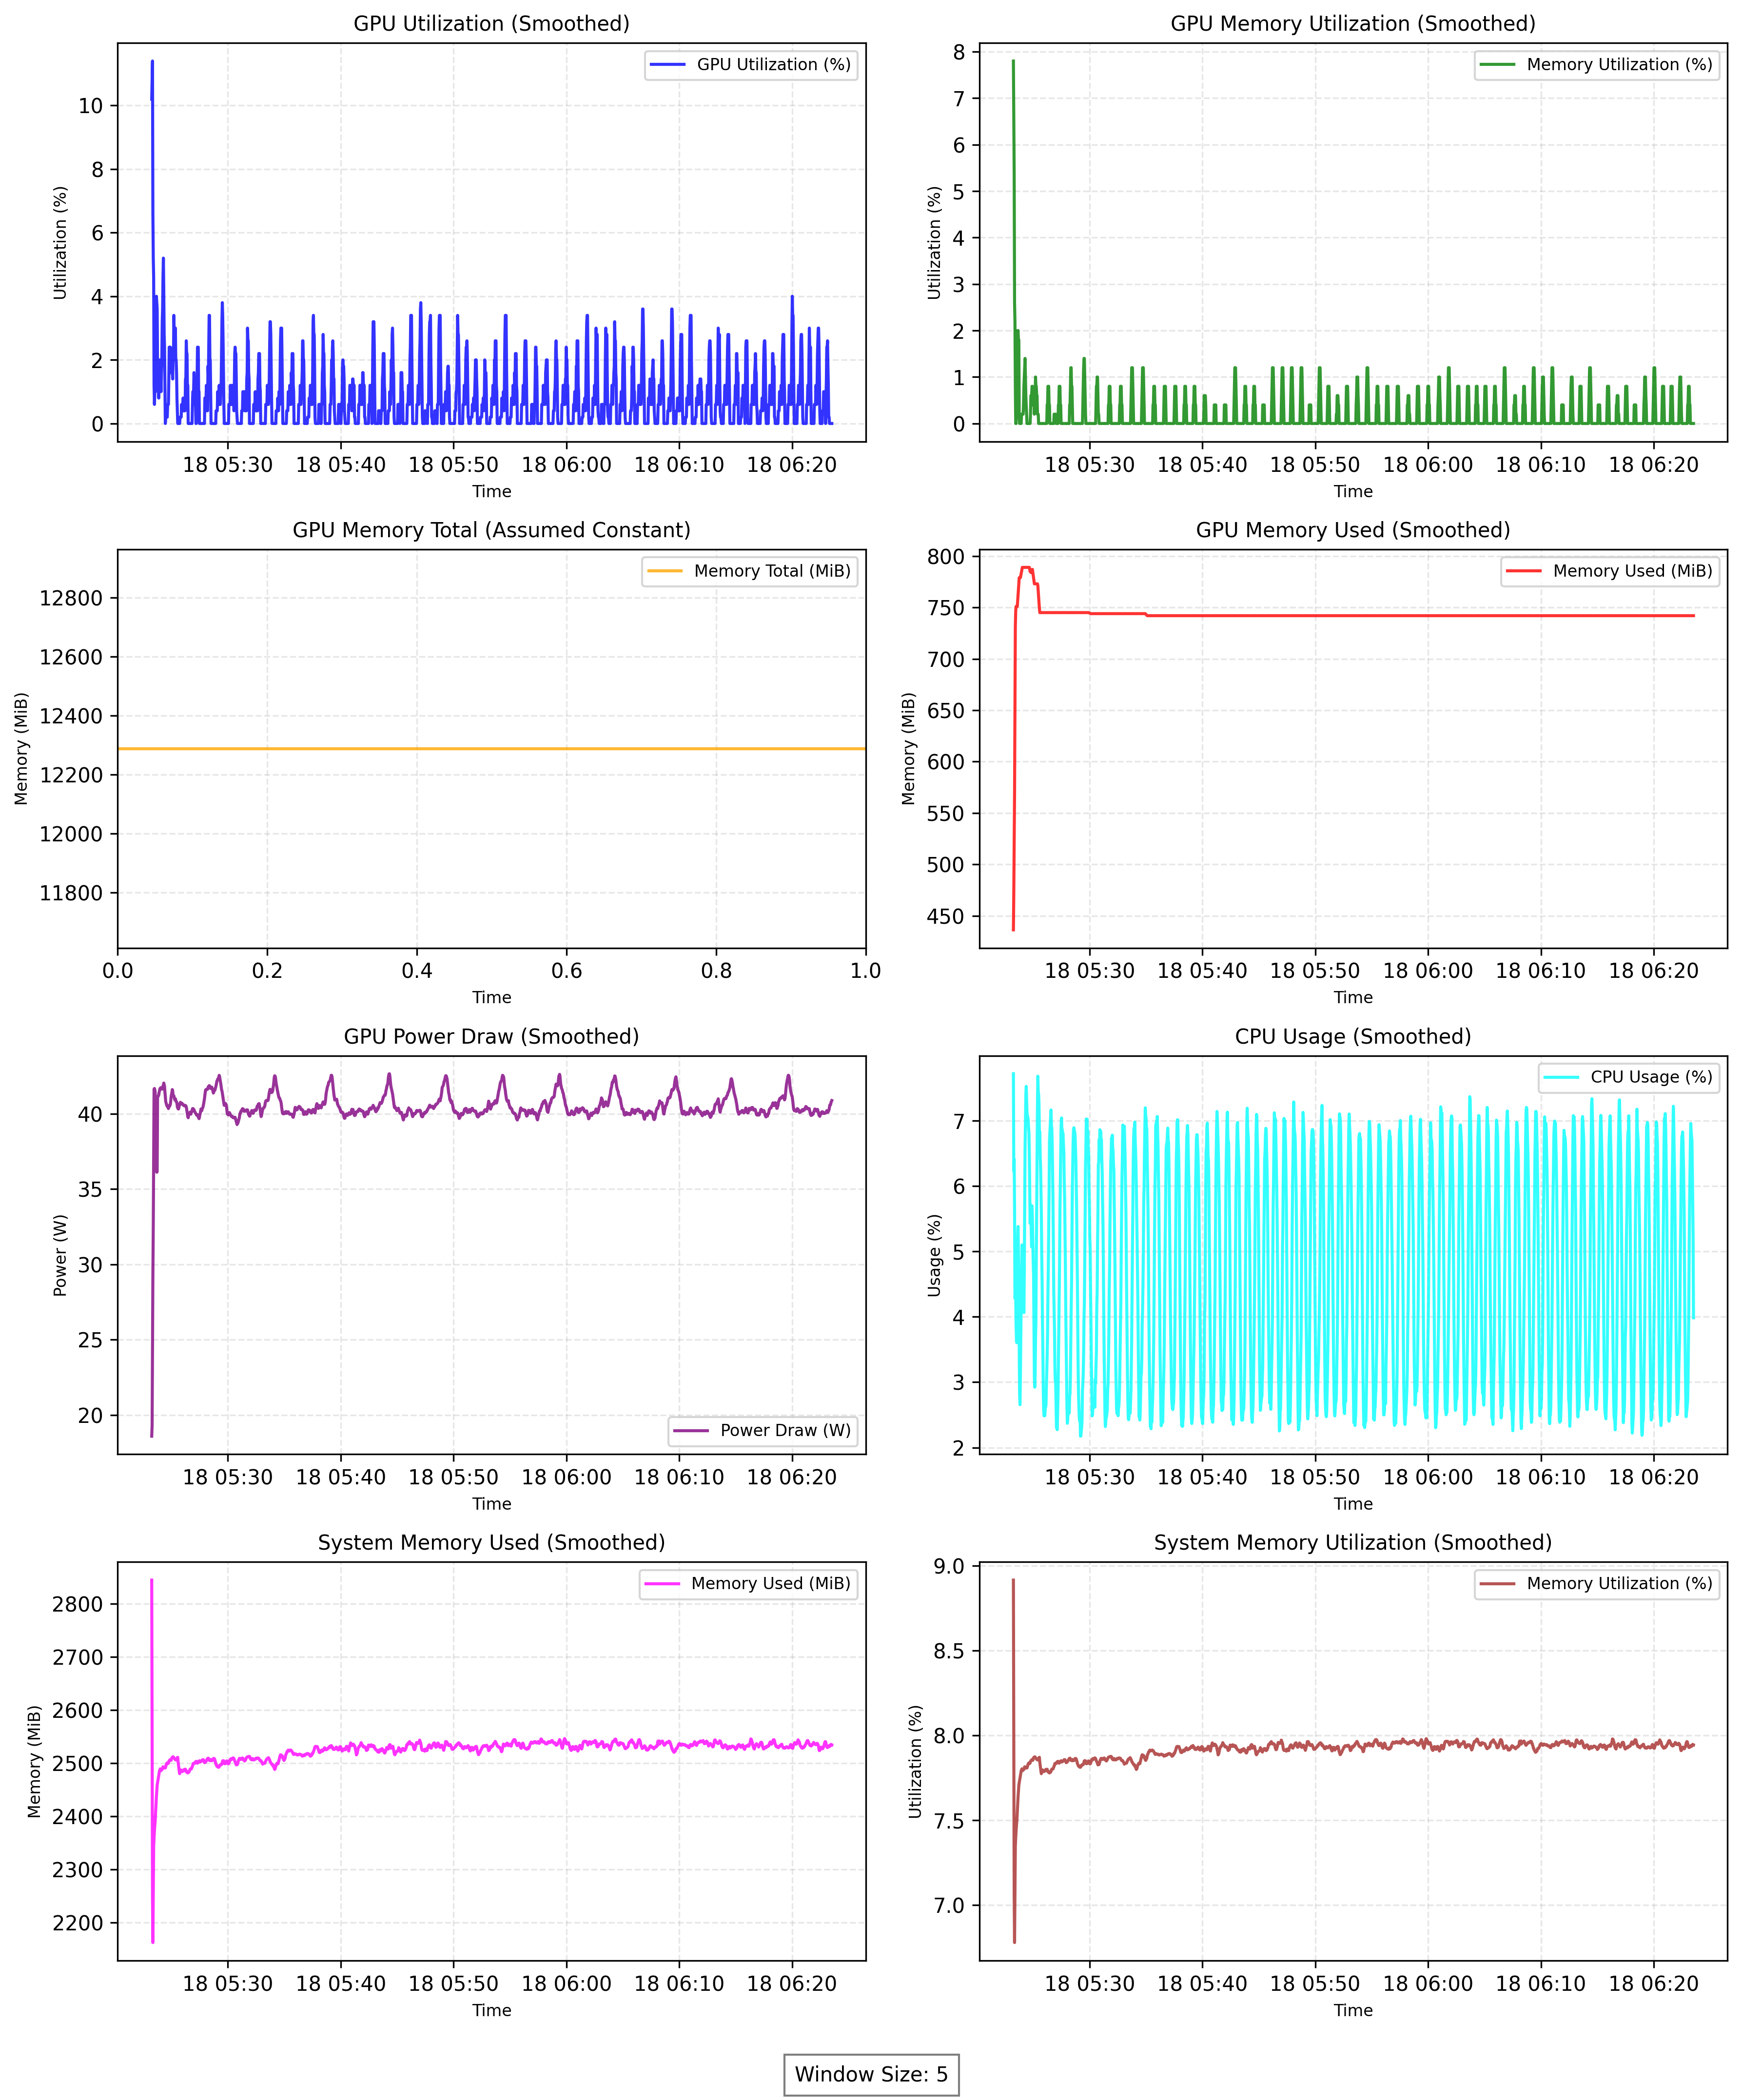 GPU Utilization (Smoothed)
GPU Utilization (%)
Utilization (%)
10
8
6
4
2
0
18 05:30 18 05:40 18 05:50 18 06:00 18 06:10 18 06:20
Time
GPU Memory Utilization (Smoothed)
Memory Utilization (%)
Utilization (%)
8
7
6
5
4
3
2
1
0
18 05:30 18 05:40 18 05:50 18 06:00 18 06:10 18 06:20
Time
GPU Memory Total (Assumed Constant)
Memory Total (MiB)
Memory (MiB)
12800
12600
12400
12200
12000
11800
0.0 0.2 0.4 0.6 0.8 1.0
Time
GPU Memory Used (Smoothed)
Memory Used (MiB)
Memory (MiB)
800
750
700
650
600
550
500
450
18 05:30 18 05:40 18 05:50 18 06:00 18 06:10 18 06:20
Time
GPU Power Draw (Smoothed)
Power (W)
40
35
30
25
20
Power Draw (W)
18 05:30 18 05:40 18 05:50 18 06:00 18 06:10 18 06:20
Time
CPU Usage (Smoothed)
CPU Usage (%)
Usage (%)
7
6
5
4
3
2
18 05:30 18 05:40 18 05:50 18 06:00 18 06:10 18 06:20
Time
System Memory Used (Smoothed)
Memory Used (MiB)
Memory (MiB)
2800
2700
2600
2500
2400
2300
2200
18 05:30 18 05:40 18 05:50 18 06:00 18 06:10 18 06:20
Time
System Memory Utilization (Smoothed)
Memory Utilization (%)
Utilization (%)
9.0
8.5
8.0
7.5
7.0
18 05:30 18 05:40 18 05:50 18 06:00 18 06:10 18 06:20
Time
Window Size: 5